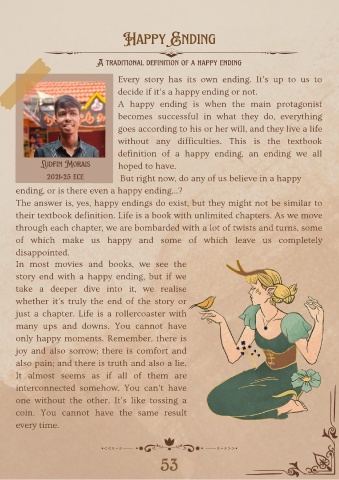 Happy Ending
A traditional definition of a happy ending
Every story has its own ending. It's up to us to
decide if it's a happy ending or not.
A happy ending is when the main protagonist
becomes successful in what they do, everything
goes according to his or her will, and they live a life
without any difficulties. This is the textbook
definition of a happy ending, an ending we all
hoped to have.
But right now, do any of us believe in a happy
Morais
2021-25 ECE
ending, or is there even a happy ending...?
The answer is, yes, happy endings do exist, but they might not be similar to
their textbook definition. Life is a book with unlimited chapters. As we move
through each chapter, we are bombarded with a lot of twists and turns, some
of which make us happy and some of which leave us completely
disappointed.
In most movies and books, we see the
story end with a happy ending, but if we
take a deeper dive into it, we realise
whether it's truly the end of the story or
just a chapter. Life is a rollercoaster with
many ups and downs. You cannot have
only happy moments. Remember, there is
joy and also sorrow; there is comfort and
also pain; and there is truth and also a lie.
It almost seems as if all of them are
interconnected somehow. You can't have
one without the other. It's like tossing a
coin. You cannot have the same result
every time.
53